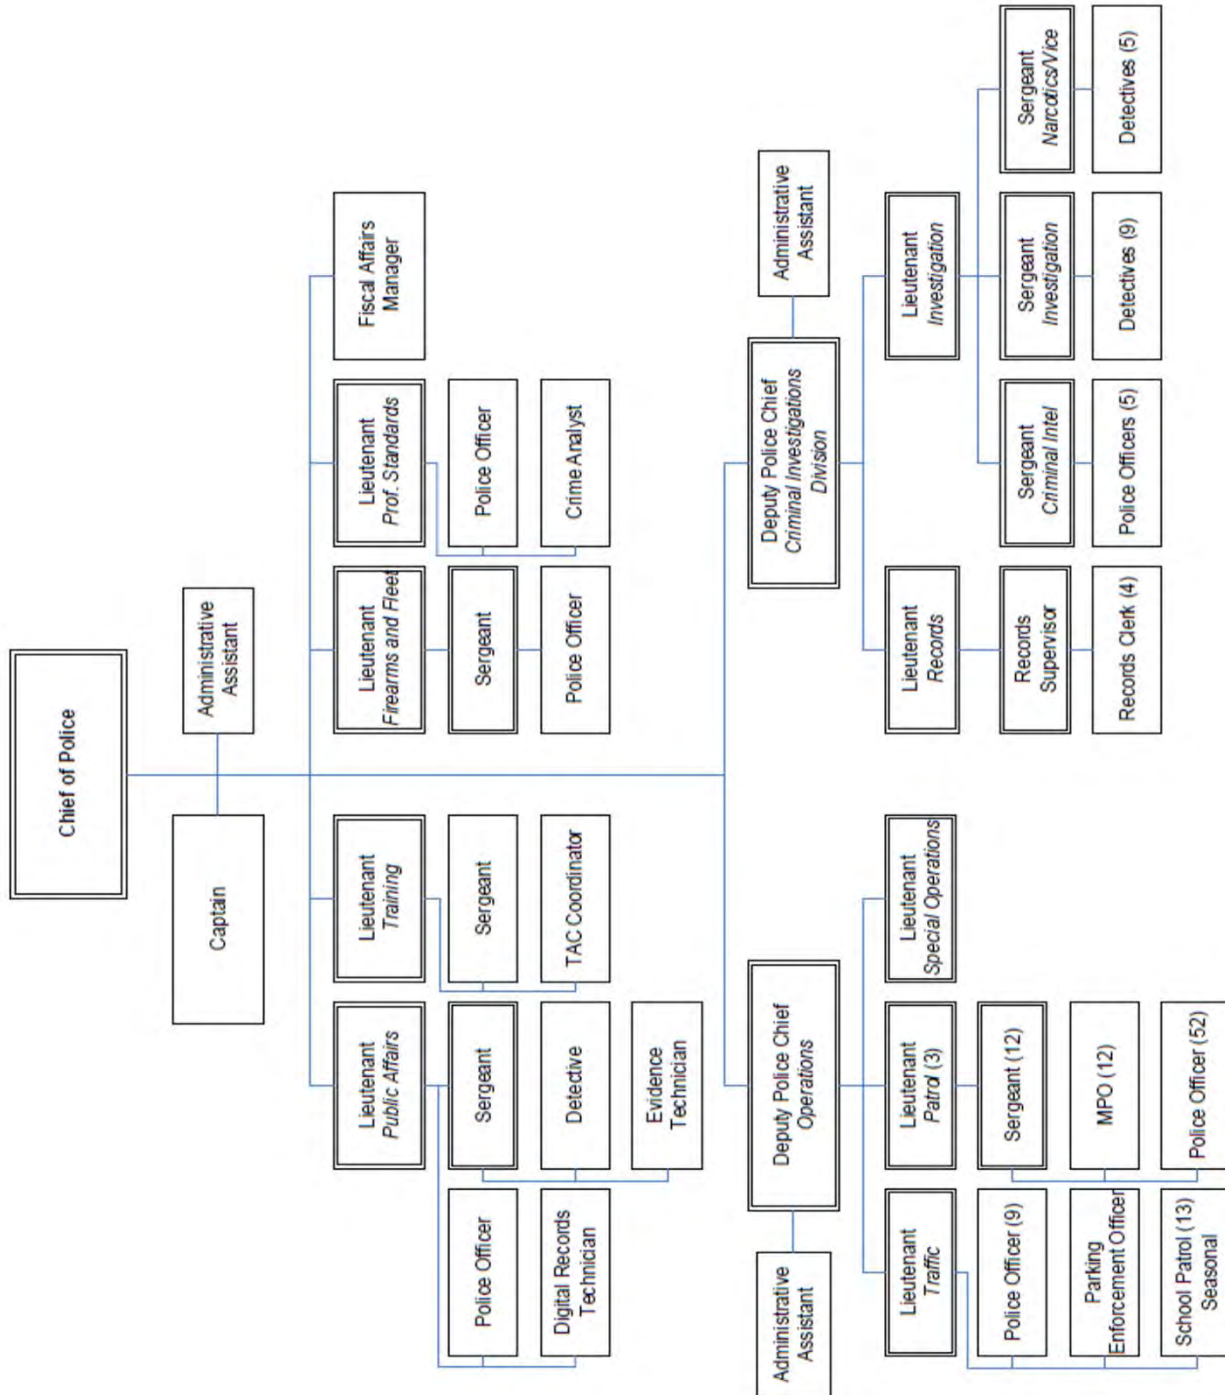 Chief of Police
Captain
Administrative
Assistant
Lieutenant
Public Affairs
Lieutenant
Training
Lieutenant
Firearms and Fleet
Lieutenant
Prof. Standards
Fiscal Affairs
Manager
Police Officer
Digital Records
Technician
Sergeant
Detective
Evidence
Technician
Sergeant
TAC Coordinator
Sergeant
Police Officer
Police Officer
Crime Analyst
Administrative
Assistant
Deputy Police Chief
Operations
Deputy Police Chief
Criminal Investigations
Division
Administrative
Assistant
Lieutenant
Traffic
Police Officer (9)
Parking
Enforcement Officer
School Patrol (13)
Seasonal
Lieutenant
Patrol (3)
Sergeant (12)
MPO (12)
Police Officer (52)
Lieutenant
Special Operations
Lieutenant
Records
Records
Supervisor
Records Clerk (4)
Lieutenant
Investigation
Sergeant
Criminal Intel
Police Officers (5)
Sergeant
Investigation
Detectives (9)
Sergeant
Narcotics/Vice
Detectives (5)